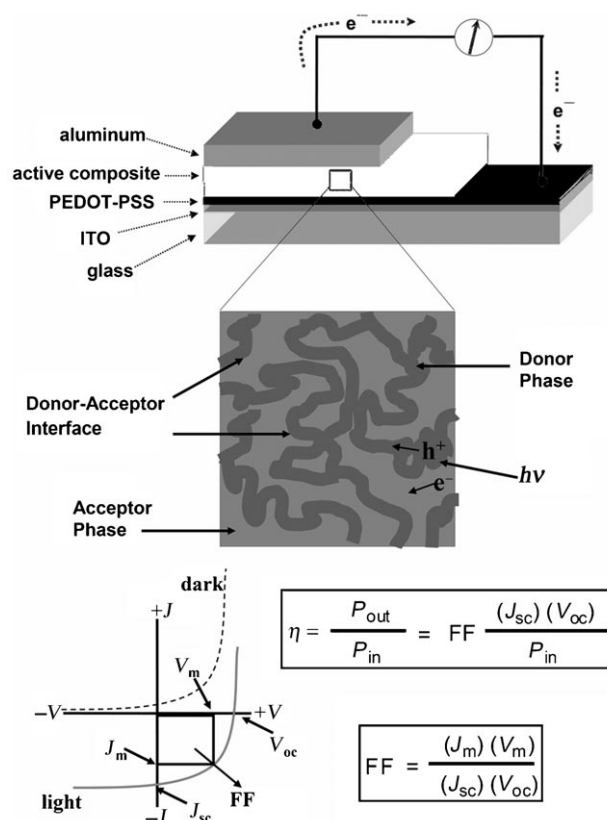 e⁻
e⁻
aluminum
active composite
PEDOT-PSS
ITO
glass
Donor
Phase
Donor-Acceptor
Interface
h⁺
hν
e⁻
Acceptor
Phase
dark
+J
V_m
−V
+V
V_oc
J_m
light
J_sc
FF
−J
η = P_out / P_in = FF (J_sc) (V_oc) / P_in
FF = (J_m) (V_m) / (J_sc) (V_oc)